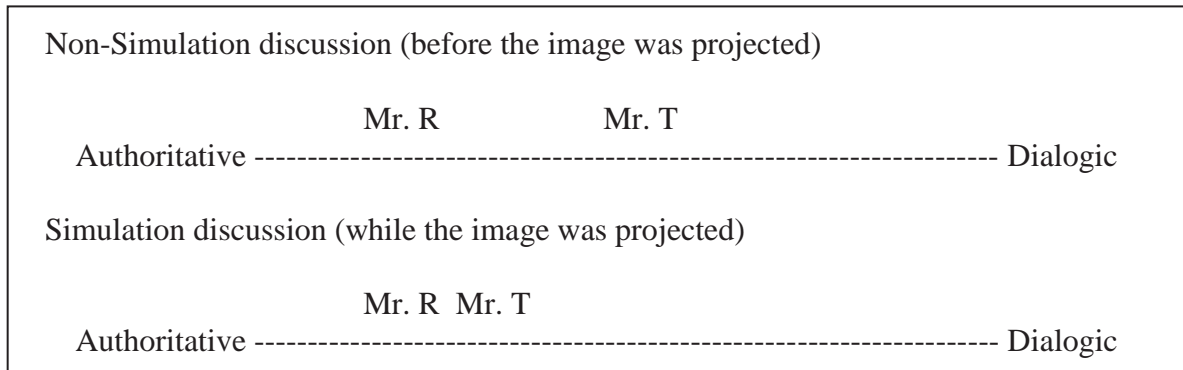 Non-Simulation discussion (before the image was projected)
Mr. R Mr. T
Authoritative ---------------------------------------------------------------------- Dialogic
Simulation discussion (while the image was projected)
Mr. R Mr. T
Authoritative ---------------------------------------------------------------------- Dialogic